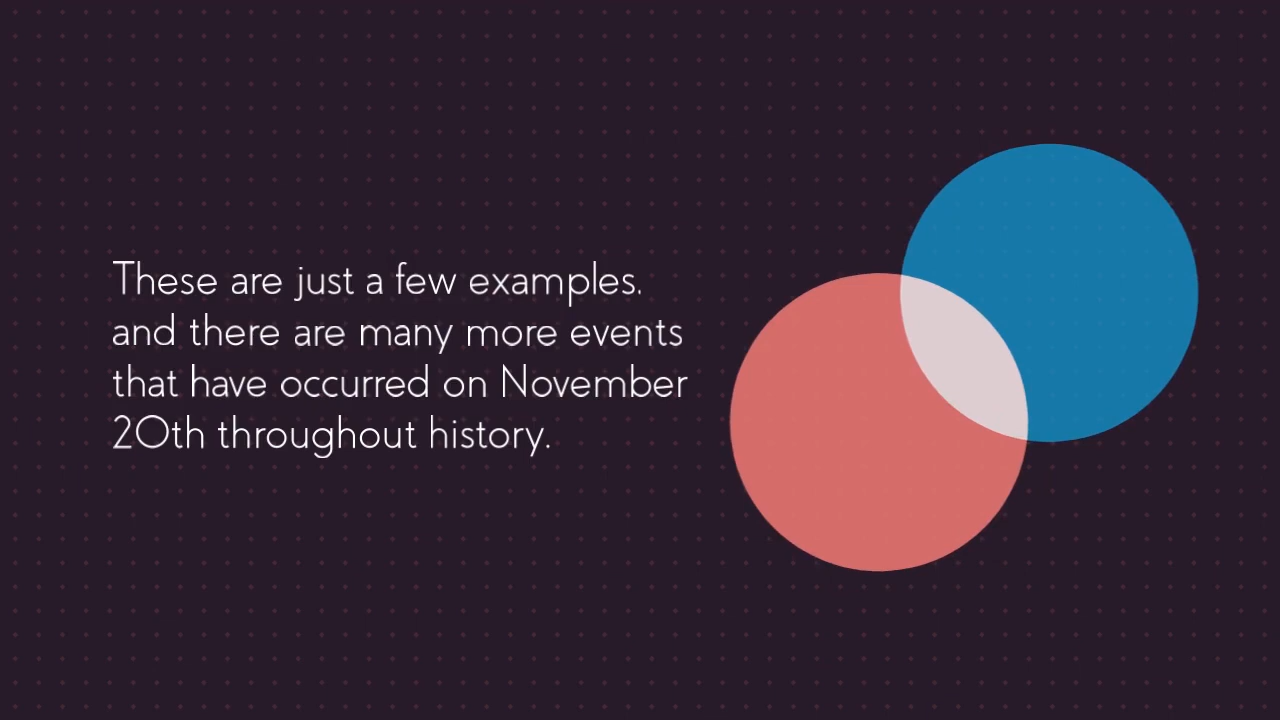 These are just a few examples.
and there are many more events
that have occurred on November
20th throughout history.